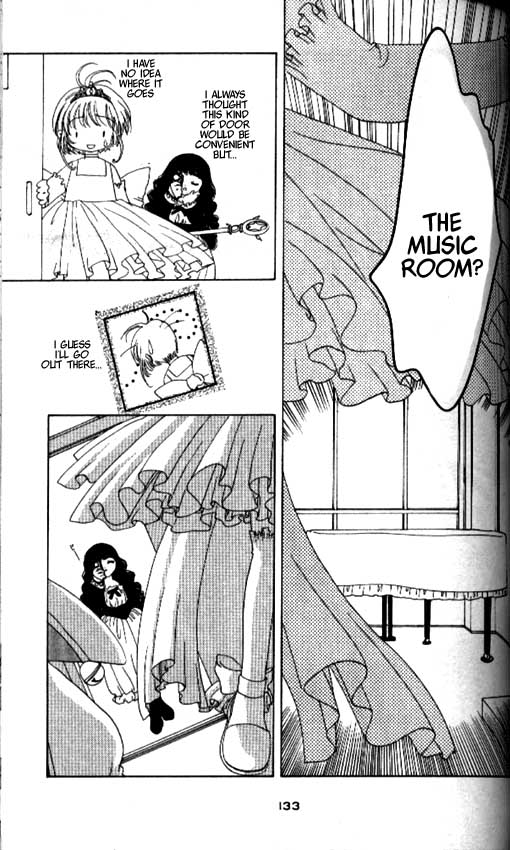 THE
MUSIC
ROOM?
I HAVE
NO IDEA
WHERE IT
GOES
I ALWAYS
THOUGHT
THIS KIND
OF DOOR
WOULD BE
CONVENIENT
BUT...
I GUESS
I'LL GO
OUT THERE...
133